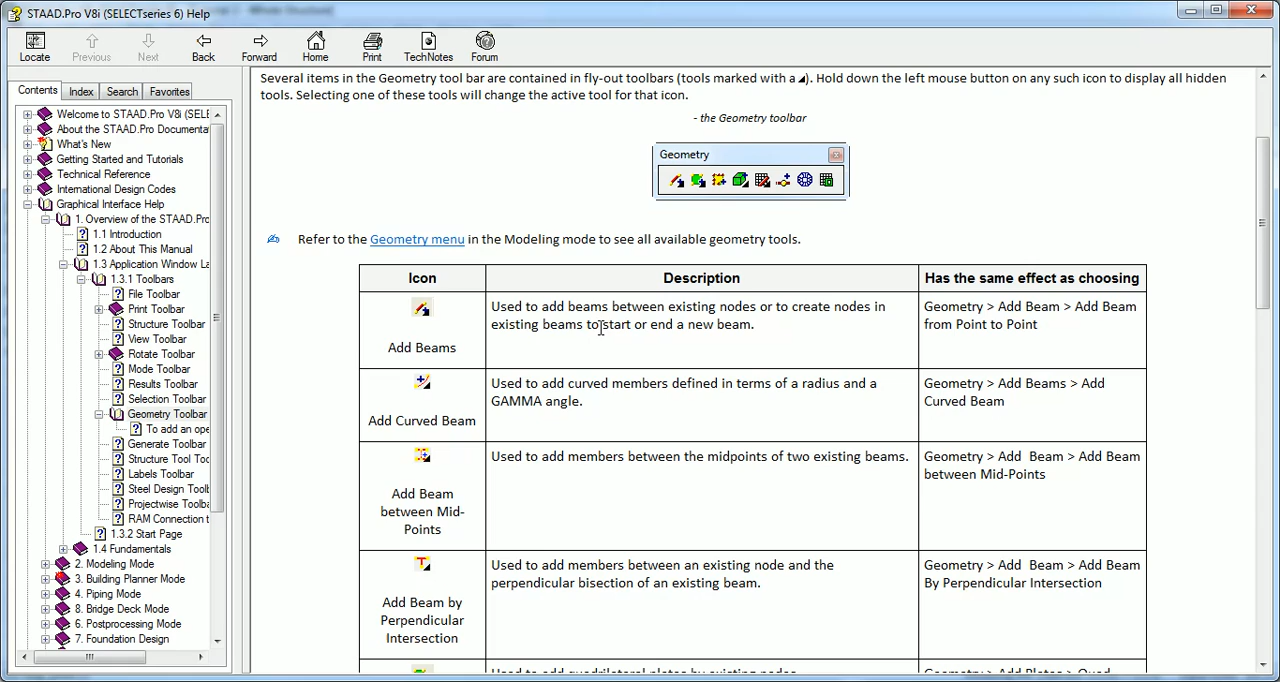 STAAD.Pro V8i (SELECTseries 6) Help
Locate
Previous
Next
Back
Forward
Home
Print
TechNotes
Forum
Contents
Index
Search
Favorites
Welcome to STAAD.Pro V8i (SELE
About the STAAD.Pro Documenta
What's New
Getting Started and Tutorials
Technical Reference
International Design Codes
Graphical Interface Help
1. Overview of the STAAD.Pro
1.1 Introduction
1.2 About This Manual
1.3 Application Window La
1.3.1 Toolbars
File Toolbar
Print Toolbar
Structure Toolbar
View Toolbar
Rotate Toolbar
Mode Toolbar
Results Toolbar
Selection Toolbar
Geometry Toolbar
To add an ope
Generate Toolbar
Structure Tool Too
Labels Toolbar
Steel Design Toolb
Projectwise Toolba
RAM Connection t
1.3.2 Start Page
1.4 Fundamentals
2. Modeling Mode
3. Building Planner Mode
4. Piping Mode
8. Bridge Deck Mode
6. Postprocessing Mode
7. Foundation Design
Several items in the Geometry tool bar are contained in fly-out toolbars (tools marked with a ◢). Hold down the left mouse button on any such icon to display all hidden
tools. Selecting one of these tools will change the active tool for that icon.
- the Geometry toolbar
Geometry
Refer to the Geometry menu in the Modeling mode to see all available geometry tools.
Icon
Description
Has the same effect as choosing
Add Beams
Used to add beams between existing nodes or to create nodes in
existing beams to start or end a new beam.
Geometry > Add Beam > Add Beam
from Point to Point
Add Curved Beam
Used to add curved members defined in terms of a radius and a
GAMMA angle.
Geometry > Add Beams > Add
Curved Beam
Add Beam
between Mid-
Points
Used to add members between the midpoints of two existing beams.
Geometry > Add Beam > Add Beam
between Mid-Points
Add Beam by
Perpendicular
Intersection
Used to add members between an existing node and the
perpendicular bisection of an existing beam.
Geometry > Add Beam > Add Beam
By Perpendicular Intersection
Used to add quadrilateral plates by existing nodes.
Geometry > Add Plates > Quad